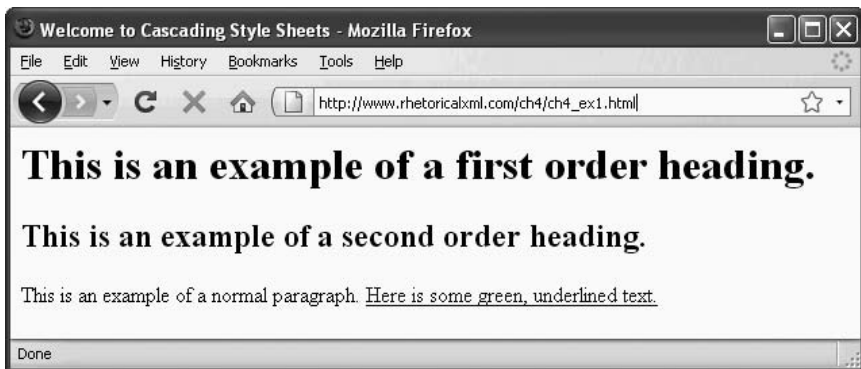 Welcome to Cascading Style Sheets - Mozilla Firefox
File Edit View History Bookmarks Tools Help
http://www.rhetoricalxml.com/ch4/ch4_ex1.html
This is an example of a first order heading.
This is an example of a second order heading.
This is an example of a normal paragraph. Here is some green, underlined text.
Done